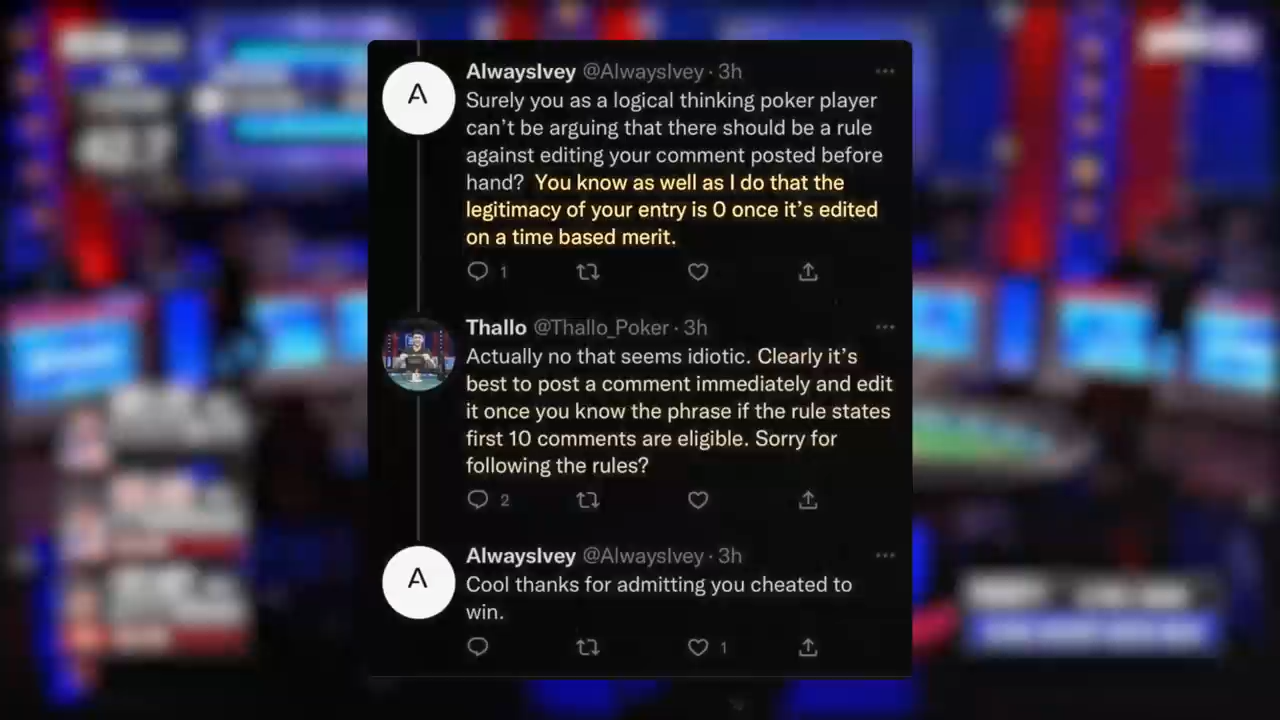 AlwaysIvey @AlwaysIvey · 3h
A
Surely you as a logical thinking poker player
can’t be arguing that there should be a rule
against editing your comment posted before
hand? You know as well as I do that the
legitimacy of your entry is 0 once it’s edited
on a time based merit.
1
Thallo @Thallo_Poker · 3h
Actually no that seems idiotic. Clearly it’s
best to post a comment immediately and edit
it once you know the phrase if the rule states
first 10 comments are eligible. Sorry for
following the rules?
2
AlwaysIvey @AlwaysIvey · 3h
A
Cool thanks for admitting you cheated to
win.
1